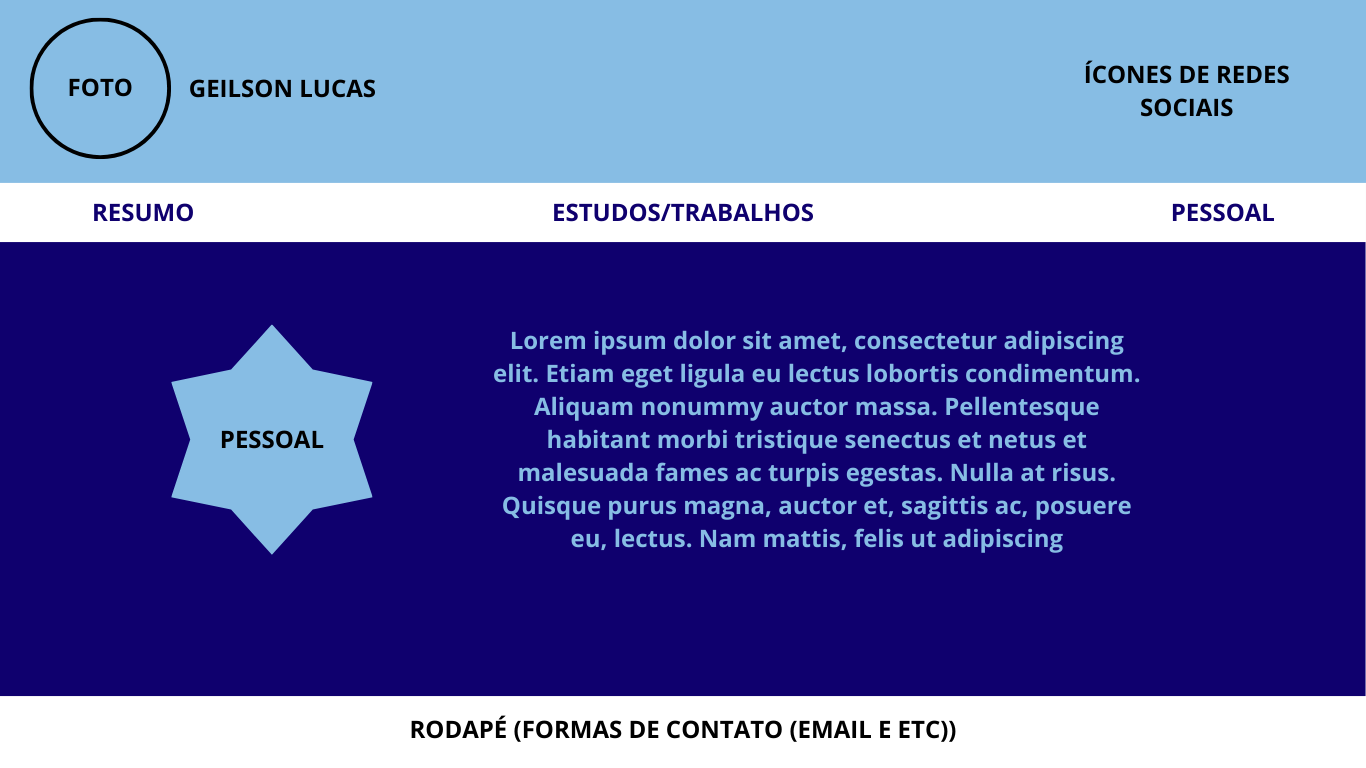 FOTO
GEILSON LUCAS
ÍCONES DE REDES
SOCIAIS
RESUMO
ESTUDOS/TRABALHOS
PESSOAL
PESSOAL
Lorem ipsum dolor sit amet, consectetur adipiscing
elit. Etiam eget ligula eu lectus lobortis condimentum.
Aliquam nonummy auctor massa. Pellentesque
habitant morbi tristique senectus et netus et
malesuada fames ac turpis egestas. Nulla at risus.
Quisque purus magna, auctor et, sagittis ac, posuere
eu, lectus. Nam mattis, felis ut adipiscing
RODAPÉ (FORMAS DE CONTATO (EMAIL E ETC))